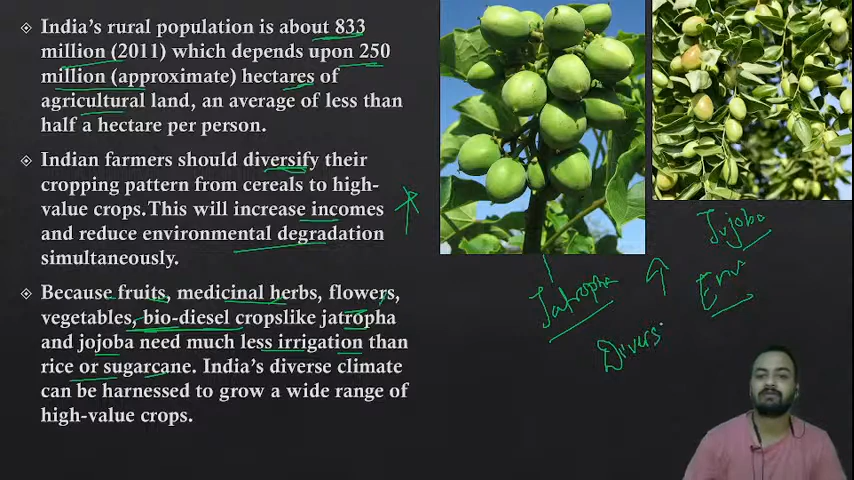 India's rural population is about 833
million (2011) which depends upon 250
million (approximate) hectares of
agricultural land, an average of less than
half a hectare per person.
Indian farmers should diversify their
cropping pattern from cereals to high-
value crops.This will increase incomes
and reduce environmental degradation
simultaneously.
Because fruits, medicinal herbs, flowers,
vegetables, bio-diesel cropslike jatropha
and jojoba need much less irrigation than
rice or sugarcane. India's diverse climate
can be harnessed to grow a wide range of
high-value crops.
Jojoba
Jatropha
Env
Divers